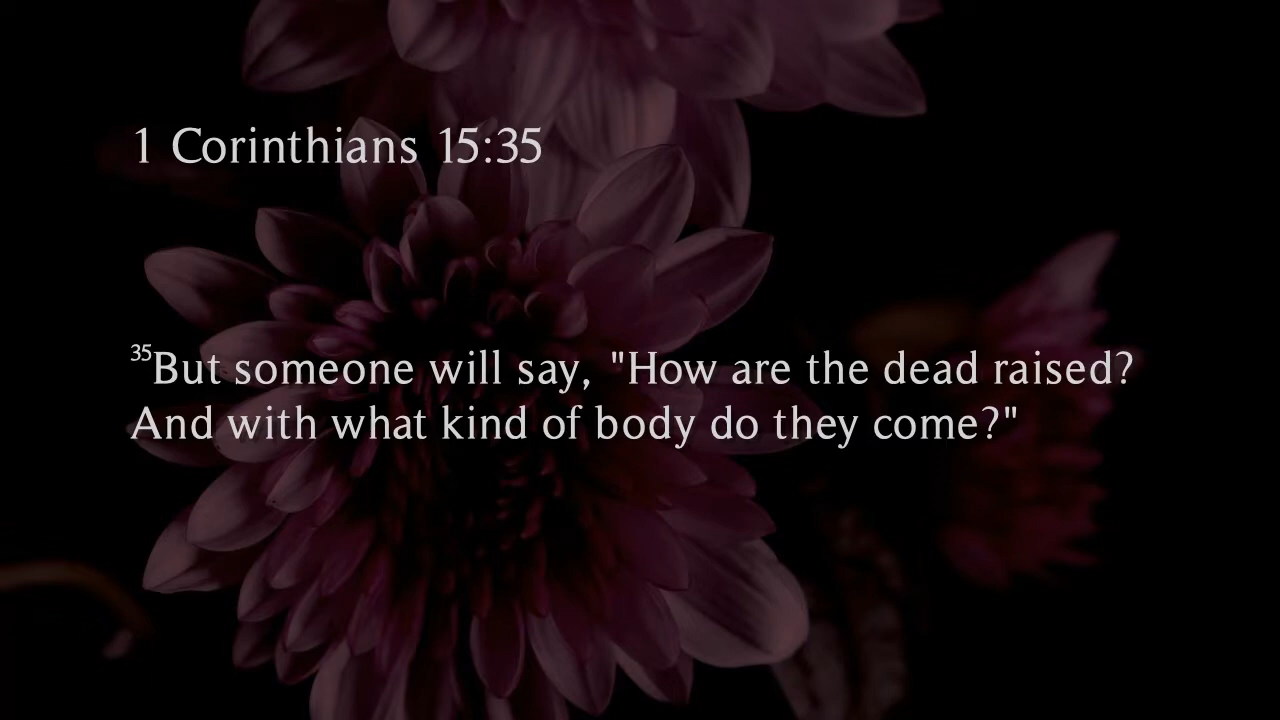 1 Corinthians 15:35
35But someone will say, "How are the dead raised?
And with what kind of body do they come?"